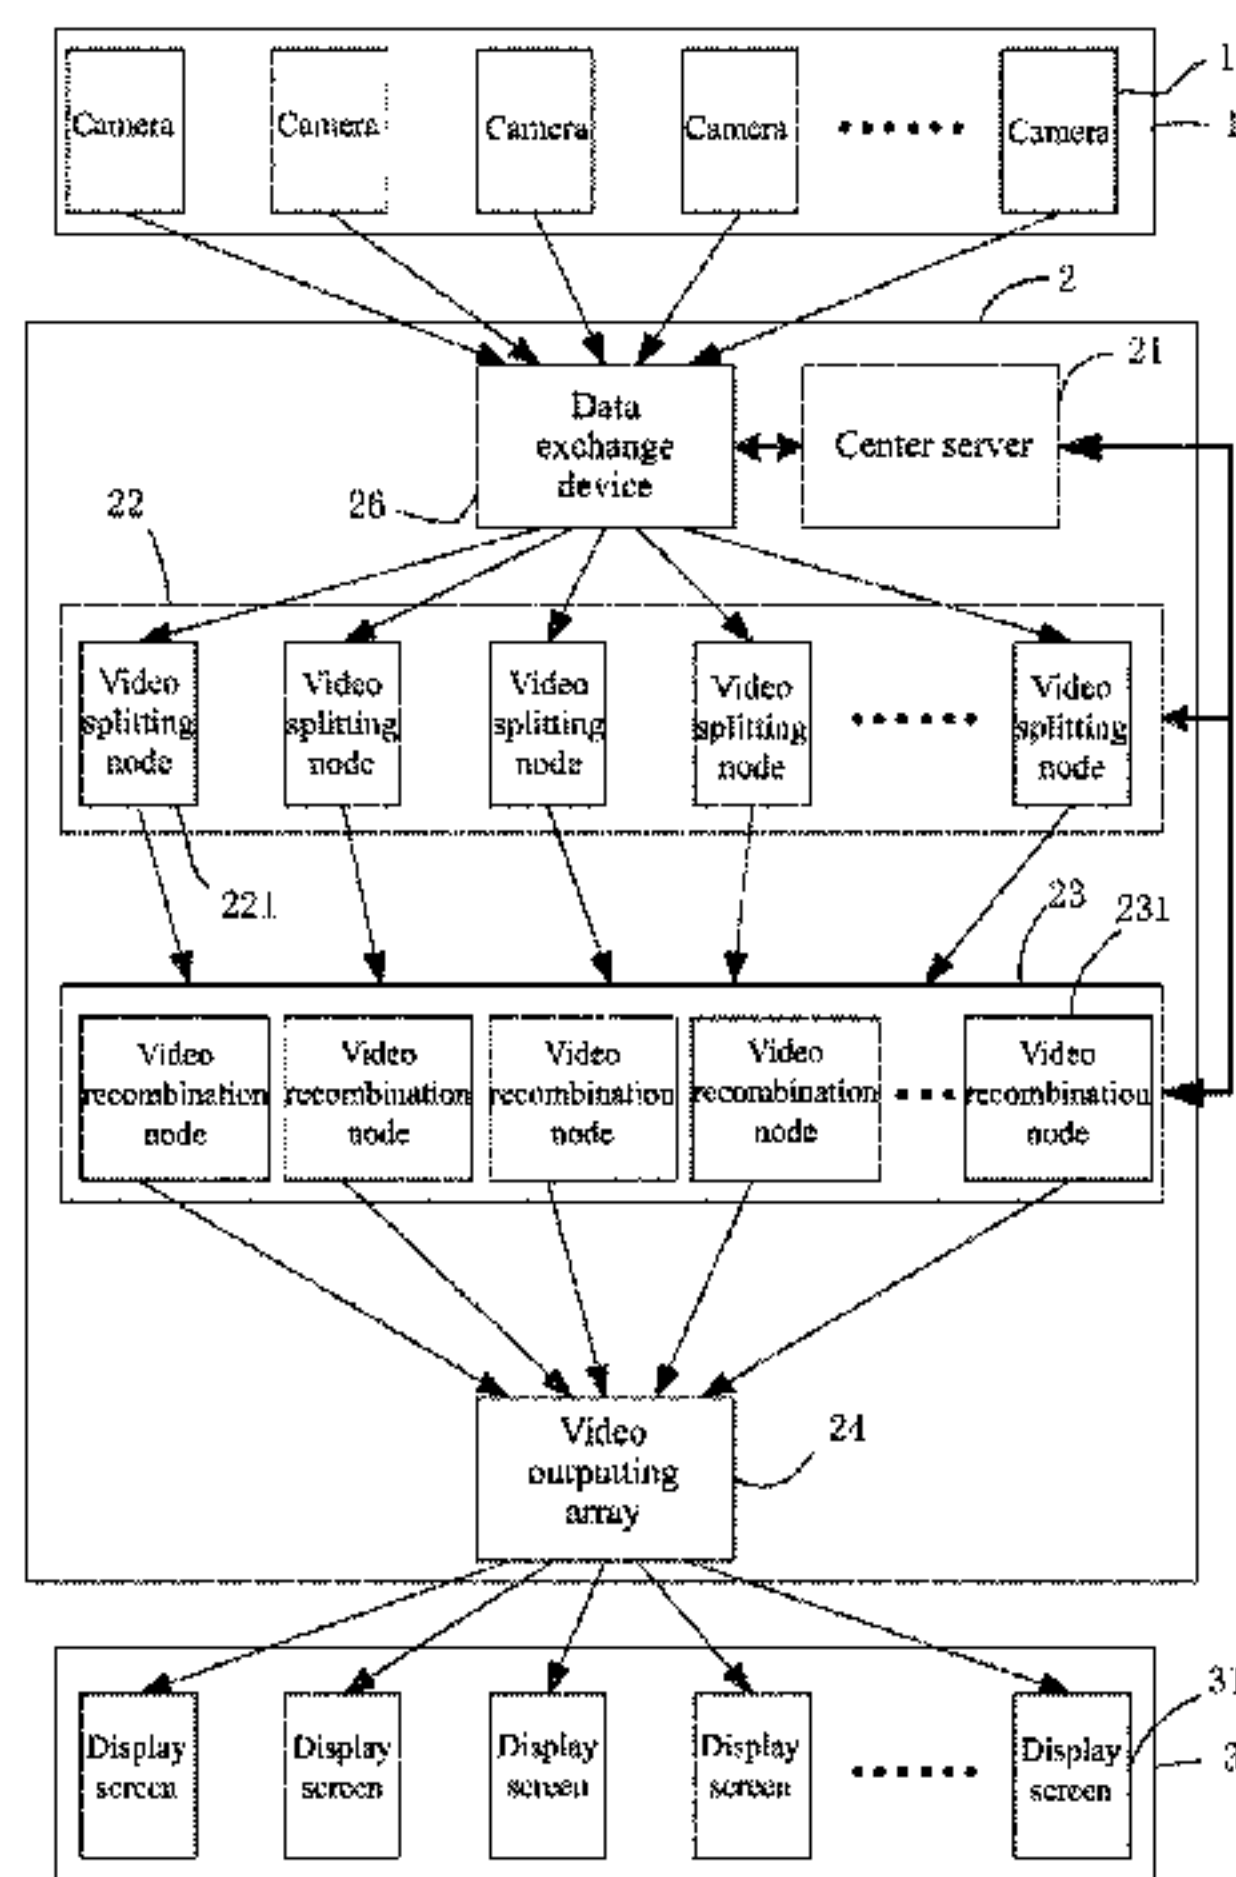 Camera Camera Camera Camera •••••• Camera
1
2
Data
exchange
device
Center server
21
26
22
Video
splitting
node
Video
splitting
node
Video
splitting
node
Video
splitting
node
••••••
Video
splitting
node
221
23
231
Video
recombination
node
Video
recombination
node
Video
recombination
node
Video
recombination
node
•••
Video
recombination
node
Video
outputting
array
24
Display
screen
Display
screen
Display
screen
Display
screen
••••••
Display
screen
31
3